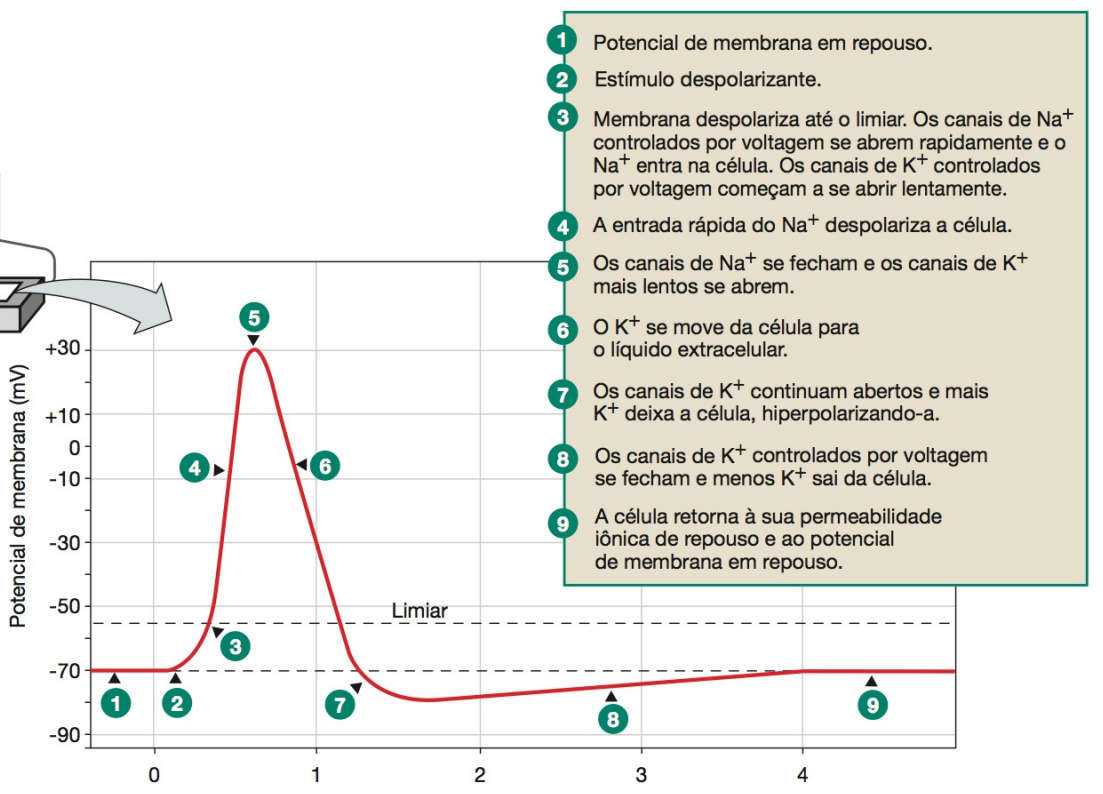 1 Potencial de membrana em repouso.
2 Estímulo despolarizante.
3 Membrana despolariza até o limiar. Os canais de Na+
controlados por voltagem se abrem rapidamente e o
Na+ entra na célula. Os canais de K+ controlados
por voltagem começam a se abrir lentamente.
4 A entrada rápida do Na+ despolariza a célula.
5 Os canais de Na+ se fecham e os canais de K+
mais lentos se abrem.
6 O K+ se move da célula para
o líquido extracelular.
7 Os canais de K+ continuam abertos e mais
K+ deixa a célula, hiperpolarizando-a.
8 Os canais de K+ controlados por voltagem
se fecham e menos K+ sai da célula.
9 A célula retorna à sua permeabilidade
iônica de repouso e ao potencial
de membrana em repouso.
Potencial de membrana (mV)
+30
+10
0
-10
-30
-50
-70
-90
5
4
6
Limiar
3
1
2
7
8
9
0 1 2 3 4